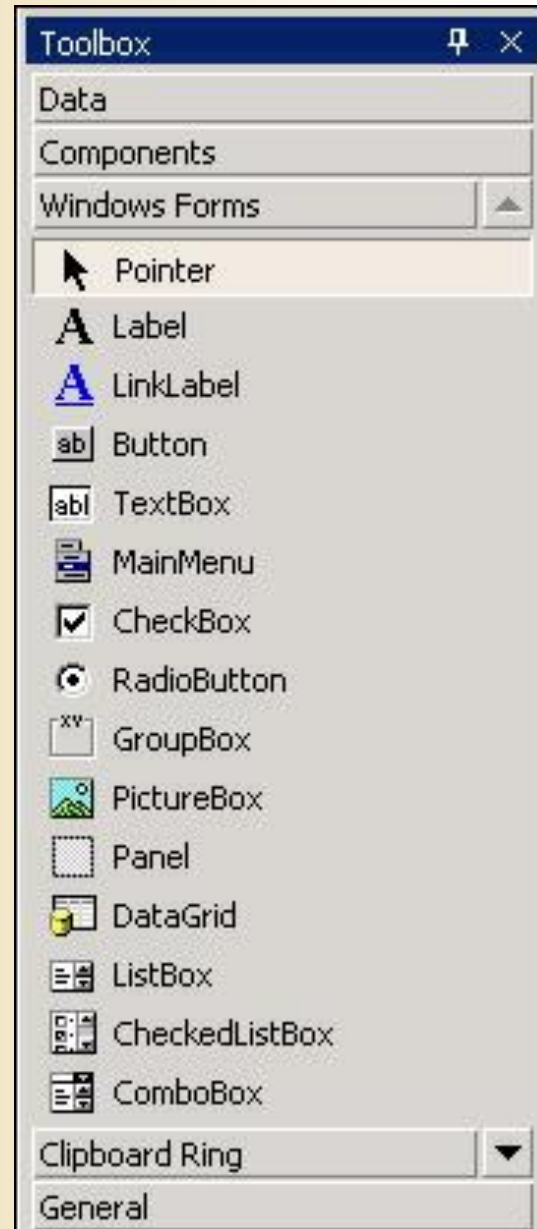 Toolbox
Data
Components
Windows Forms
Pointer
A Label
A LinkLabel
ab Button
abl TextBox
MainMenu
CheckBox
RadioButton
XV GroupBox
PictureBox
Panel
DataGrid
ListBox
CheckedListBox
ComboBox
Clipboard Ring
General